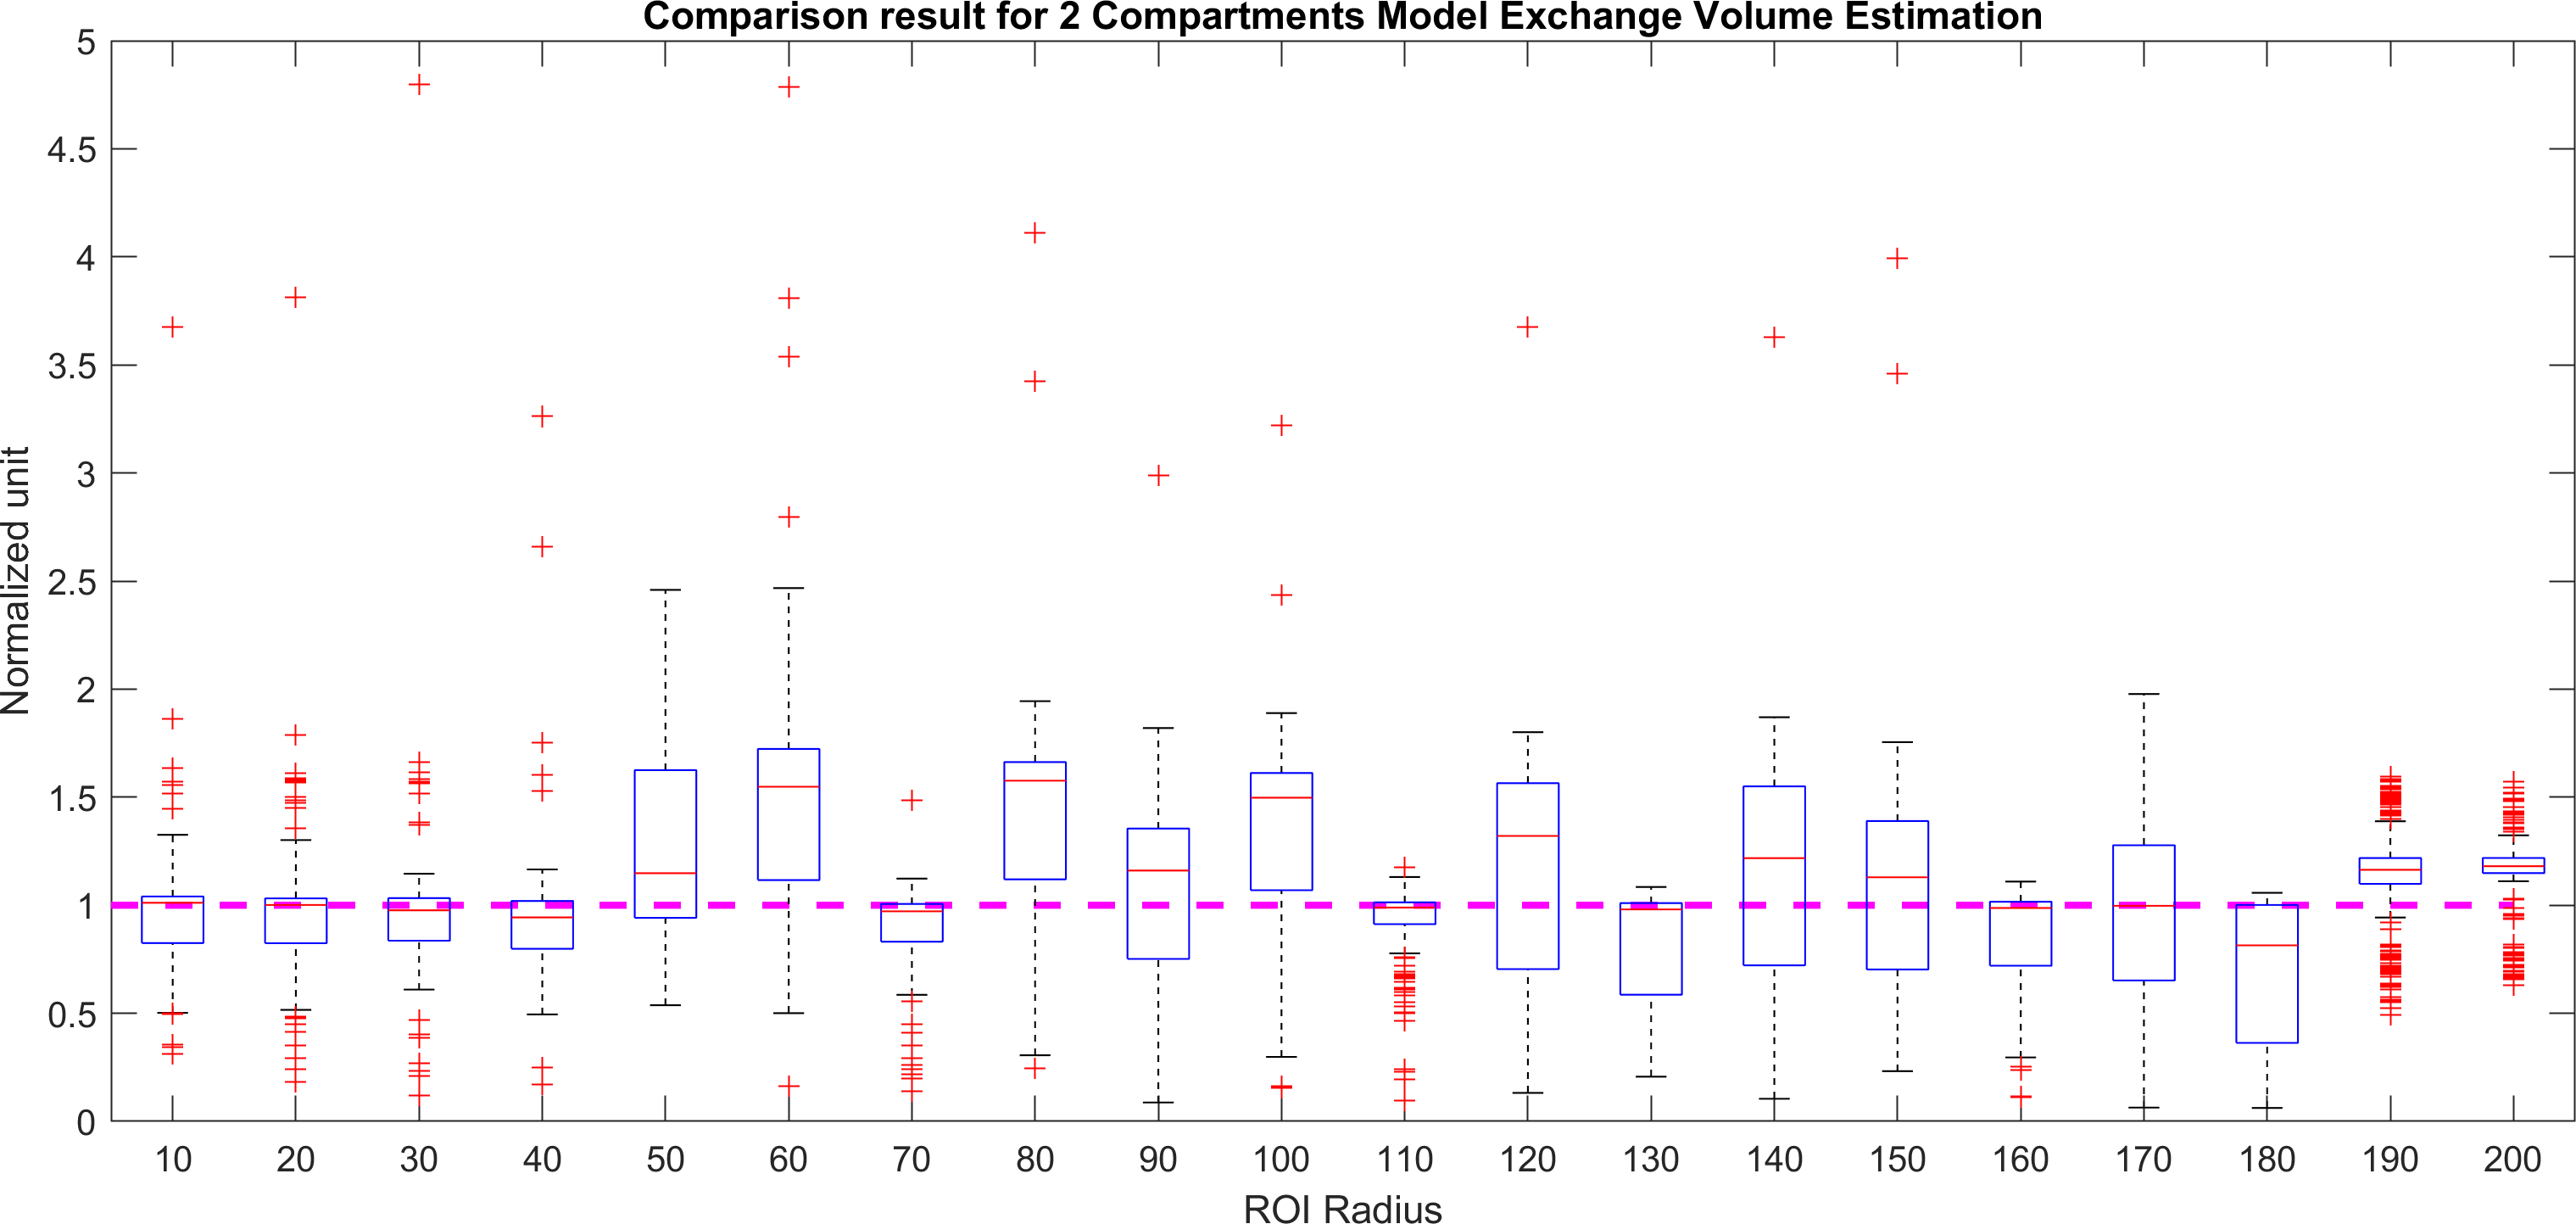 Comparison result for 2 Compartments Model Exchange Volume Estimation
5
4.5
4
3.5
3
2.5
2
1.5
1
0.5
0
Normalized unit
10 20 30 40 50 60 70 80 90 100 110 120 130 140 150 160 170 180 190 200
ROI Radius